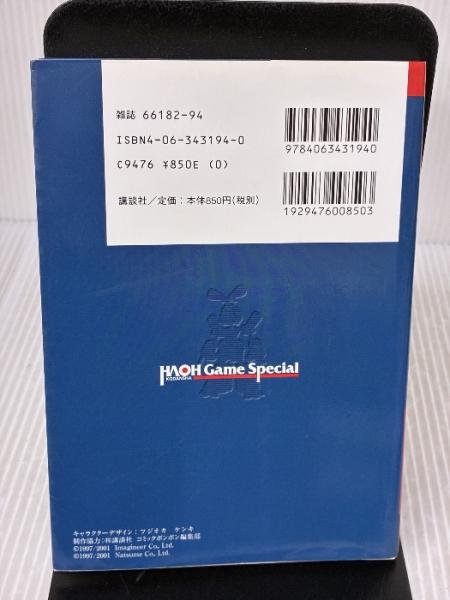 雑誌 66182-94
ISBN4-06-343194-0
C9476 ¥850E (0)
講談社/定価:本体850円(税別)
9784063431940
1929476008503
HAOH Game Special
KODANSHA
キャラクターデザイン:フジオカ ケンキ
制作協力:㈱講談社 コミックボンボン編集部
©1997/2001 Imagineer Co., Ltd.
©1997/2001 Natsume Co., Ltd.